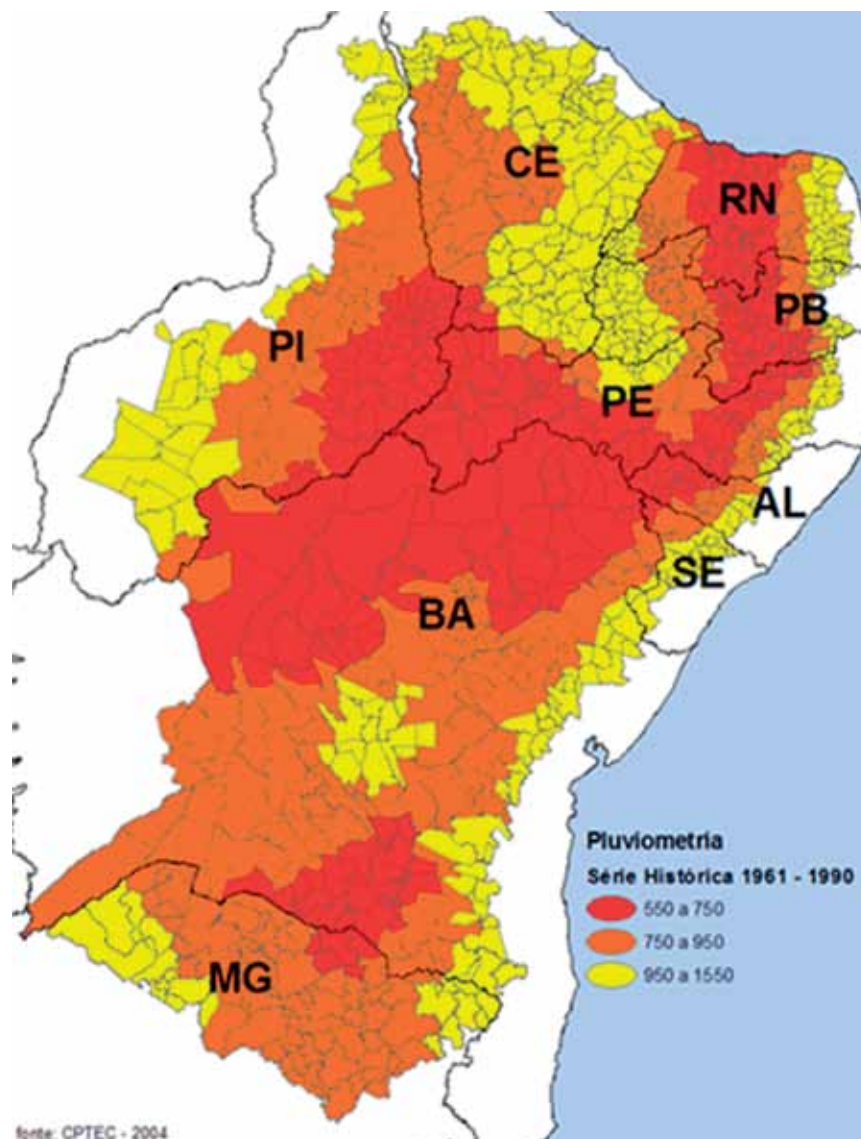 CE
RN
PB
PI
PE
AL
SE
BA
Pluviometria
Série Histórica 1961 - 1990
550 a 750
750 a 950
950 a 1550
MG
fonte: CPTEC - 2004